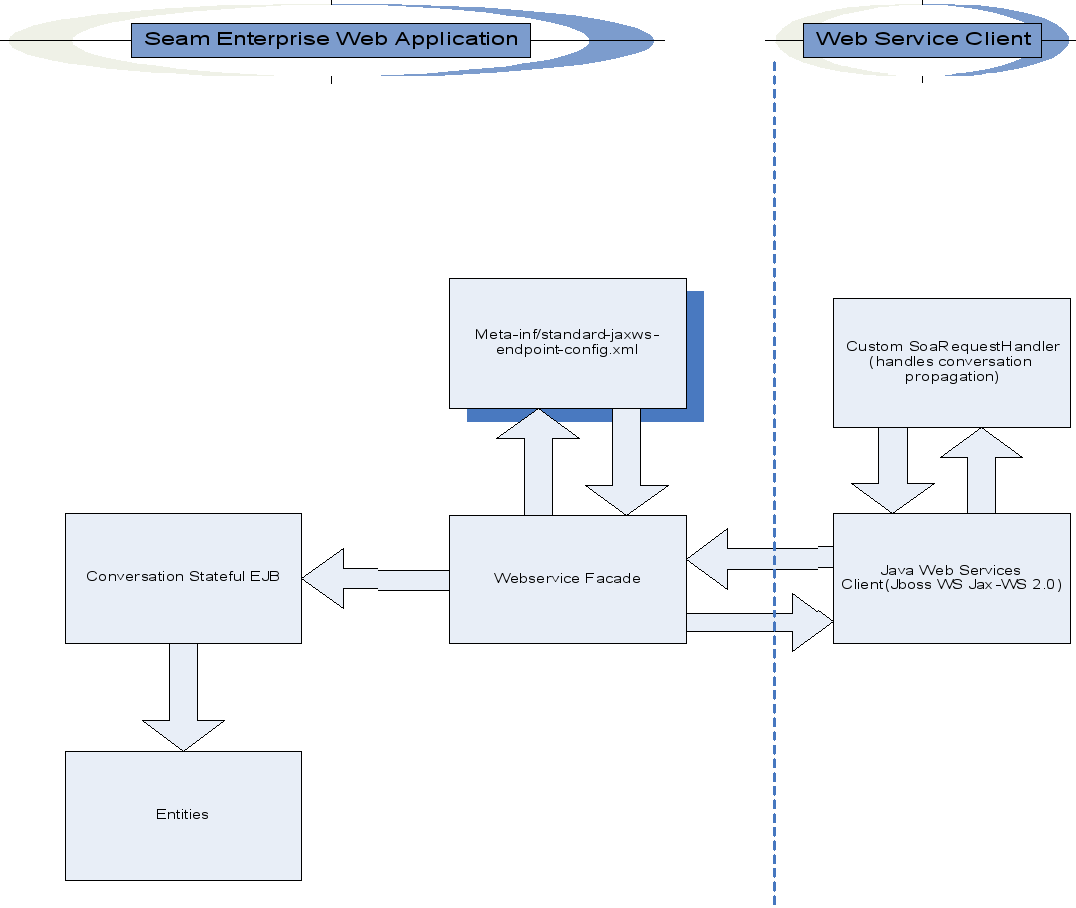 Seam Enterprise Web Application
Web Service Client
Meta-inf/standard-jaxws-
endpoint-config.xml
Custom SoaRequestHandler
(handles conversation
propagation)
Conversation Stateful EJB
Webservice Facade
Java Web Services
Client(Jboss WS Jax-WS 2.0)
Entities